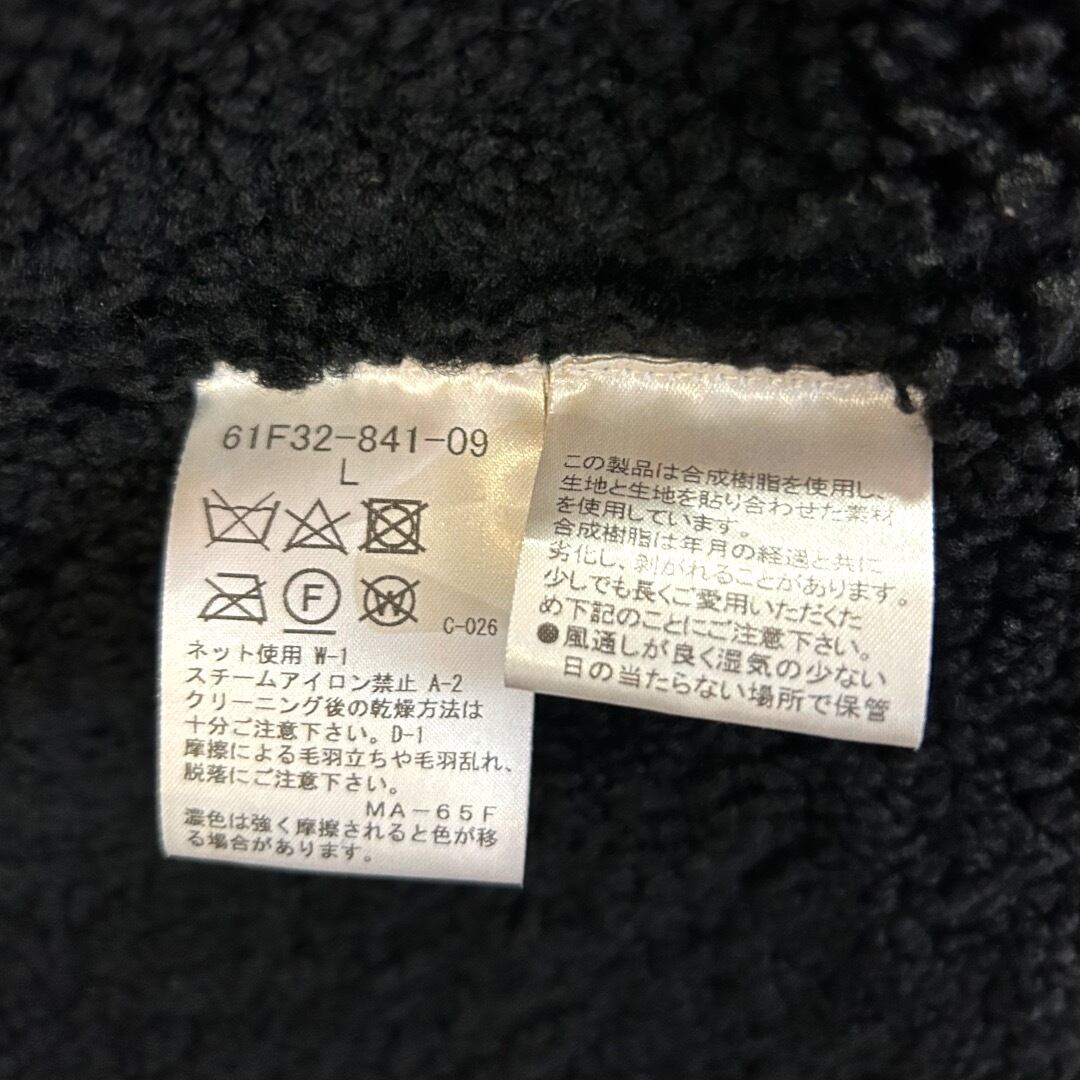 61F32-841-09
L
F
W
C-026
ネット使用 W-1
スチームアイロン禁止 A-2
クリーニング後の乾燥方法は
十分ご注意下さい。D-1
摩擦による毛羽立ちや毛羽乱れ、
脱落にご注意下さい。
MA-65F
濃色は強く摩擦されると色が移
る場合があります。
この製品は合成樹脂を使用し、
生地と生地を貼り合わせた素材
を使用しています。
合成樹脂は年月の経過と共に
劣化し、剥がれることがあります。
少しでも長くご愛用いただくた
め下記のことにご注意下さい。
●風通しが良く湿気の少ない
日の当たらない場所で保管